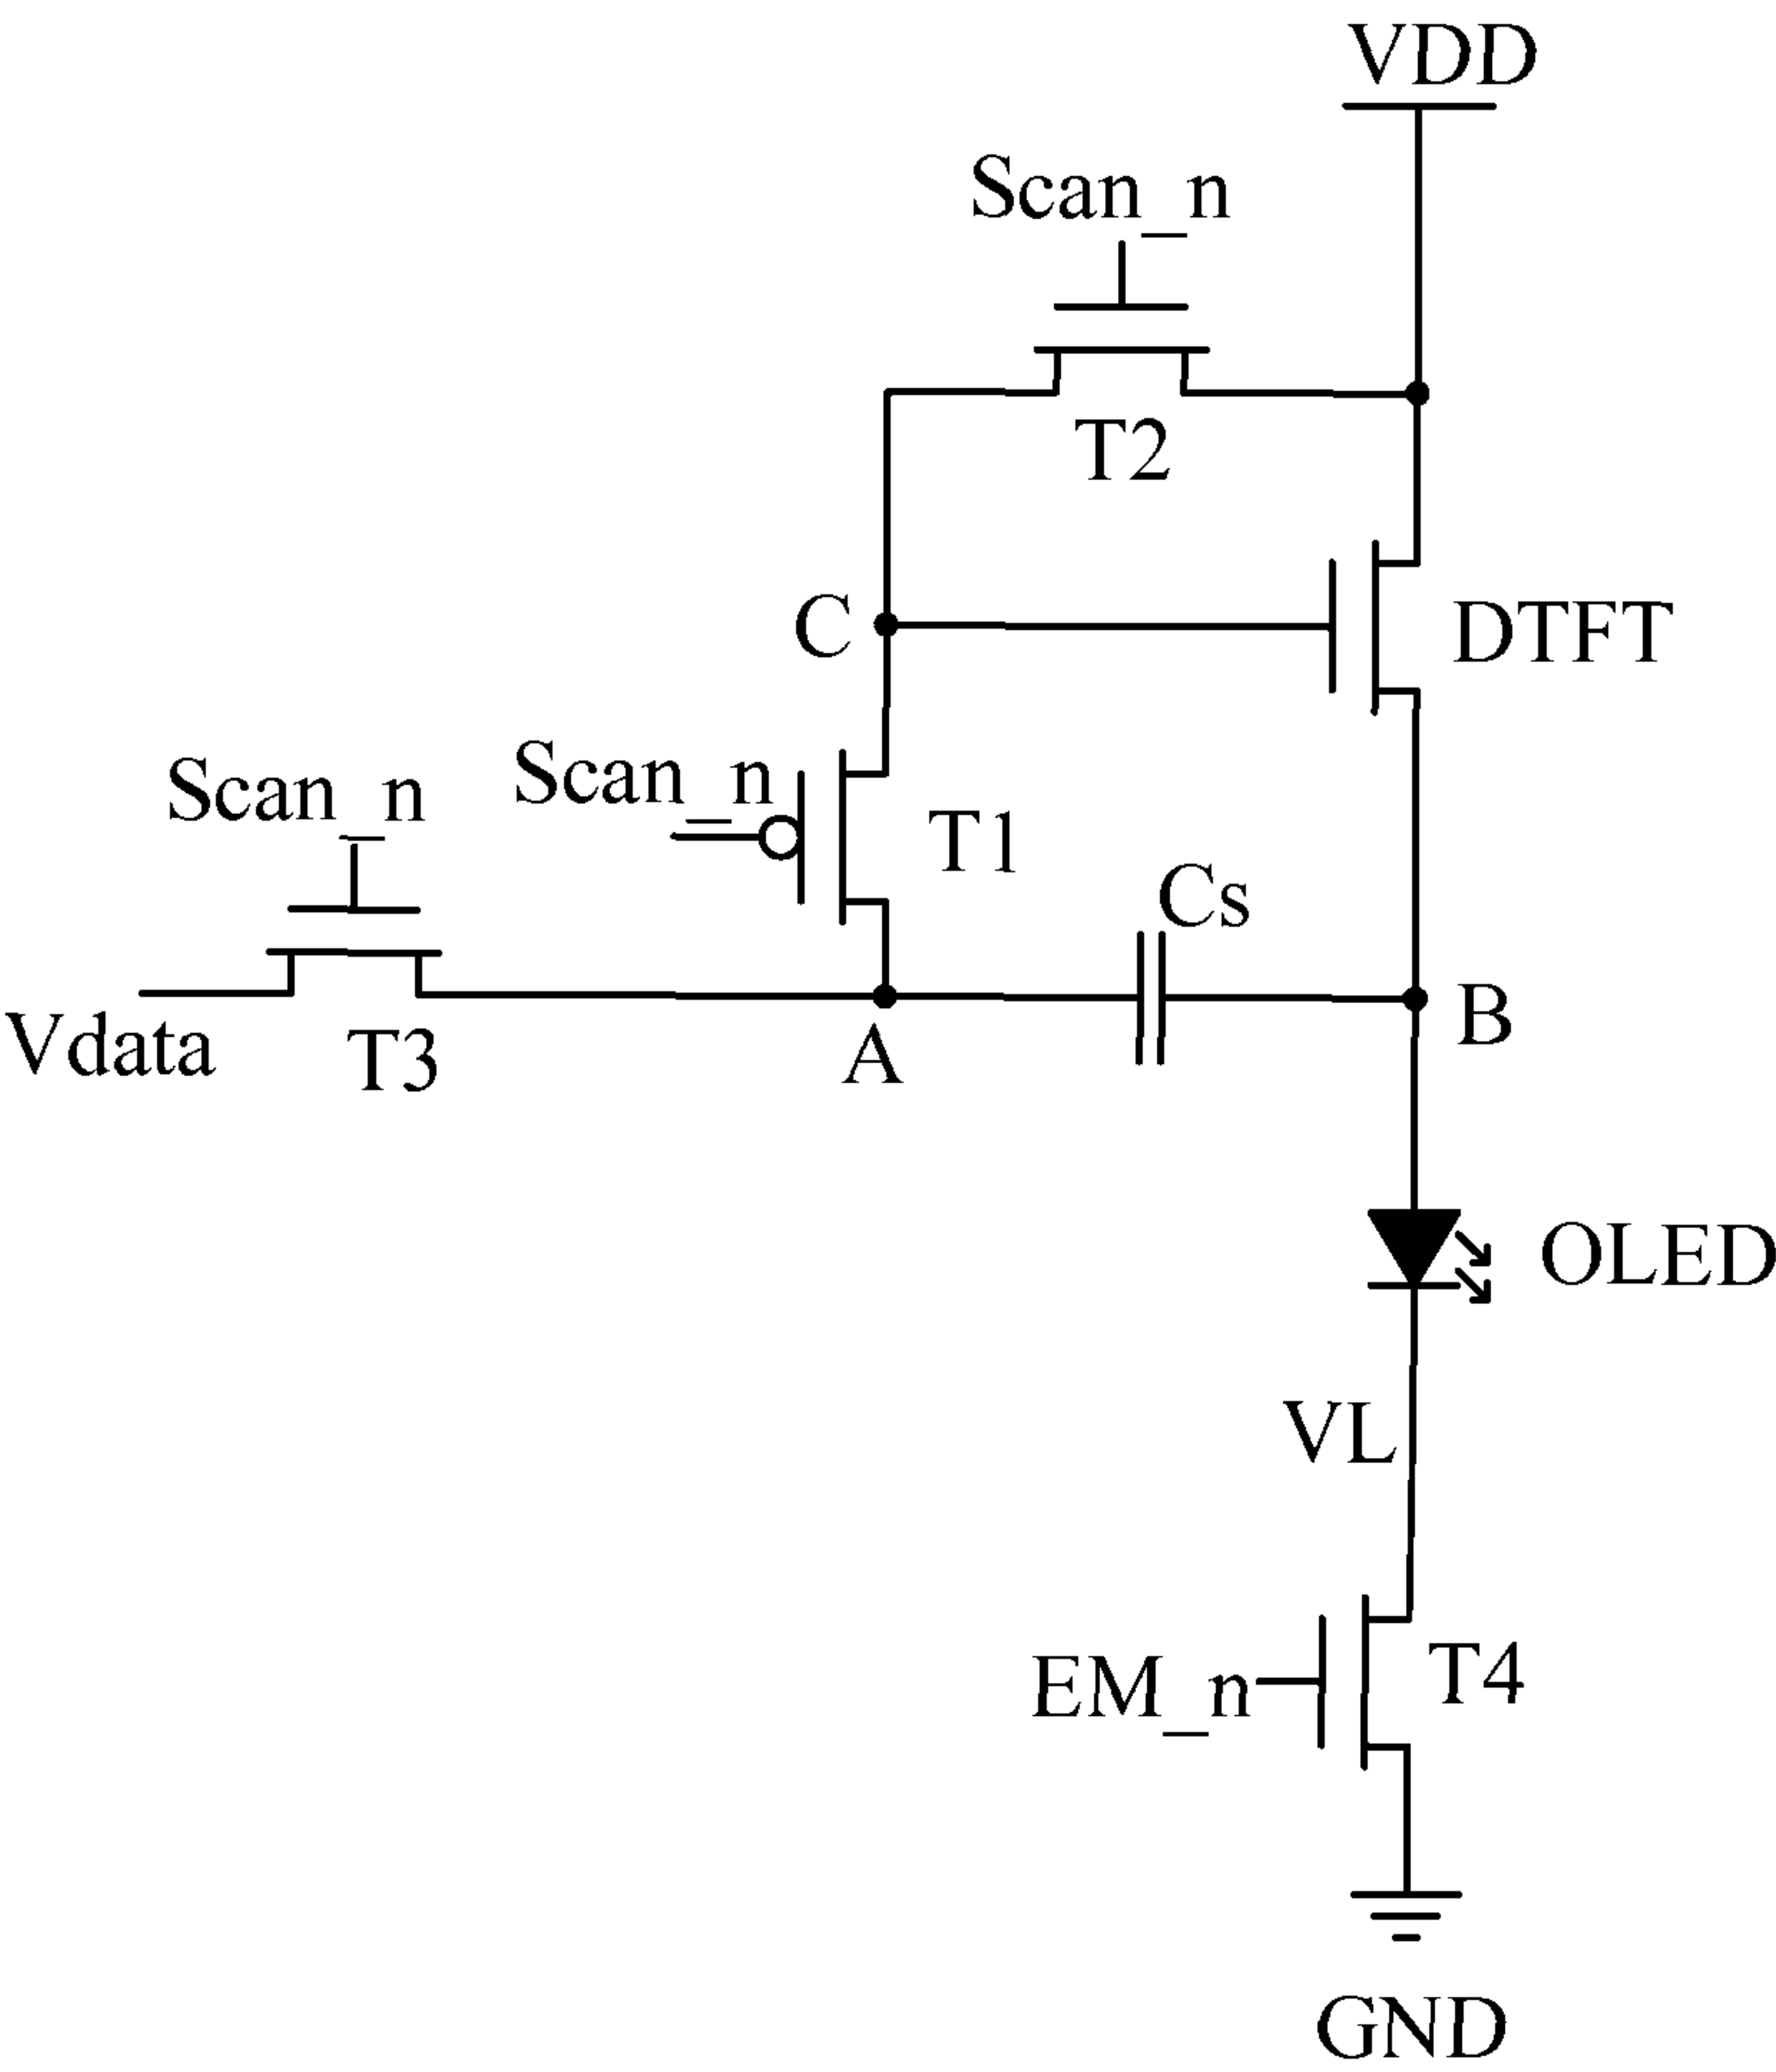 VDD
Scan_n
T2
C
DTFT
Scan_n
Scan_n
T1
Cs
Vdata
T3
A
B
OLED
VL
EM_n
T4
GND